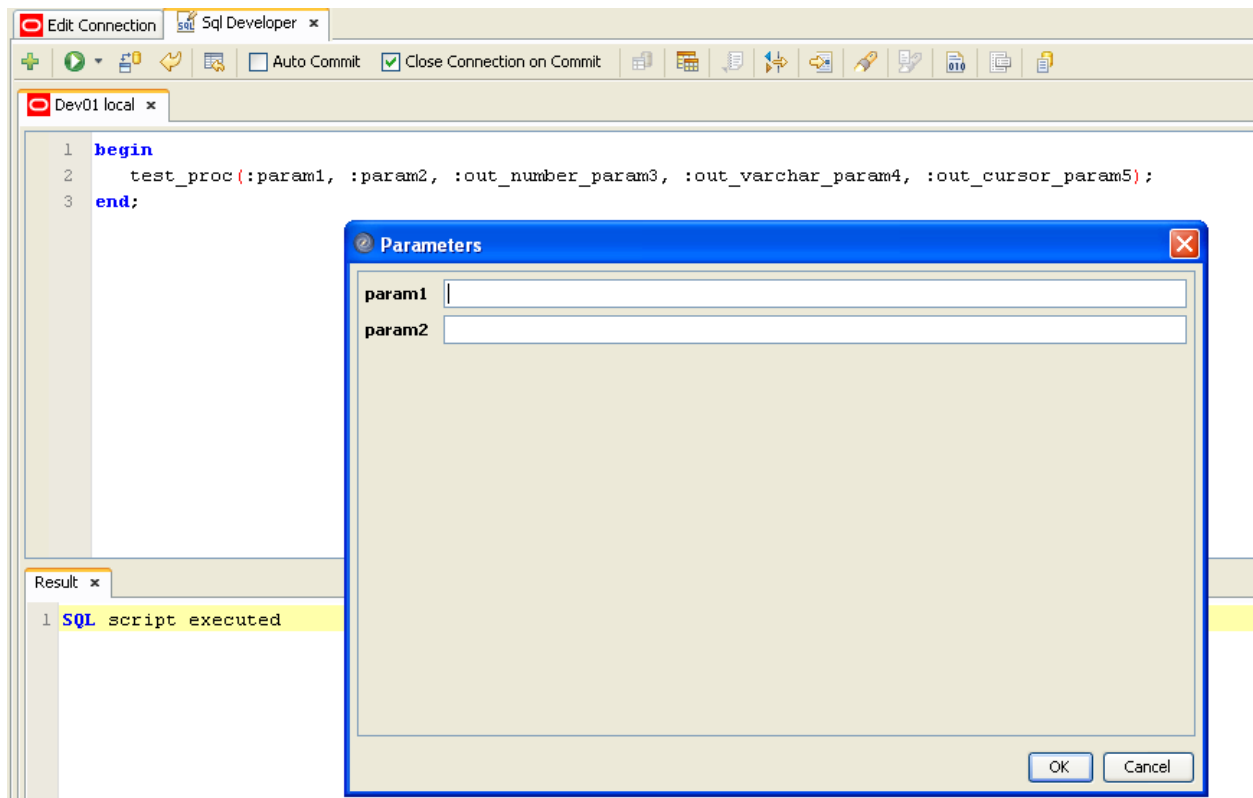 Edit Connection Sql Developer ×
Auto Commit Close Connection on Commit
Dev01 local ×
1 begin
2 test_proc(:param1, :param2, :out_number_param3, :out_varchar_param4, :out_cursor_param5);
3 end;
Parameters
param1
param2
Result ×
1 SQL script executed
OK Cancel